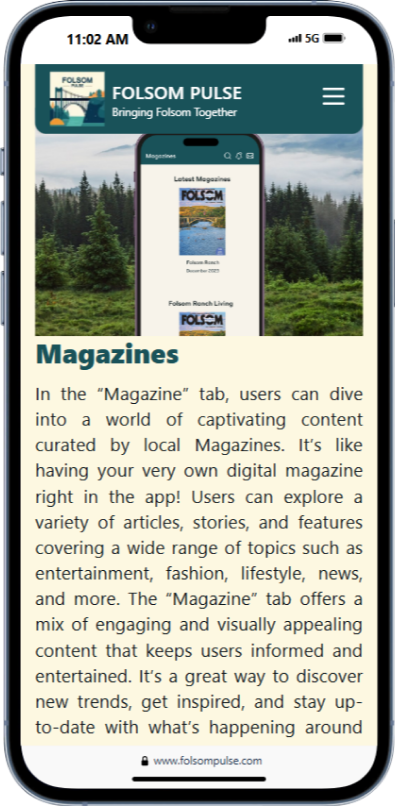 11:02 AM
5G
FOLSOM
PULSE
FOLSOM PULSE
Bringing Folsom Together
Magazines
Latest Magazines
FOLSOM
Folsom Ranch
December 2023
Folsom Ranch Living
FOLSOM
Magazines
In the “Magazine” tab, users can dive
into a world of captivating content
curated by local Magazines. It’s like
having your very own digital magazine
right in the app! Users can explore a
variety of articles, stories, and features
covering a wide range of topics such as
entertainment, fashion, lifestyle, news,
and more. The “Magazine” tab offers a
mix of engaging and visually appealing
content that keeps users informed and
entertained. It’s a great way to discover
new trends, get inspired, and stay up-
to-date with what’s happening around
www.folsompulse.com